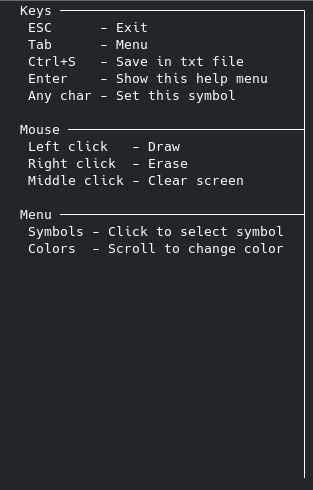 Keys
ESC – Exit
Tab – Menu
Ctrl+S – Save in txt file
Enter – Show this help menu
Any char – Set this symbol
Mouse
Left click – Draw
Right click – Erase
Middle click – Clear screen
Menu
Symbols – Click to select symbol
Colors – Scroll to change color